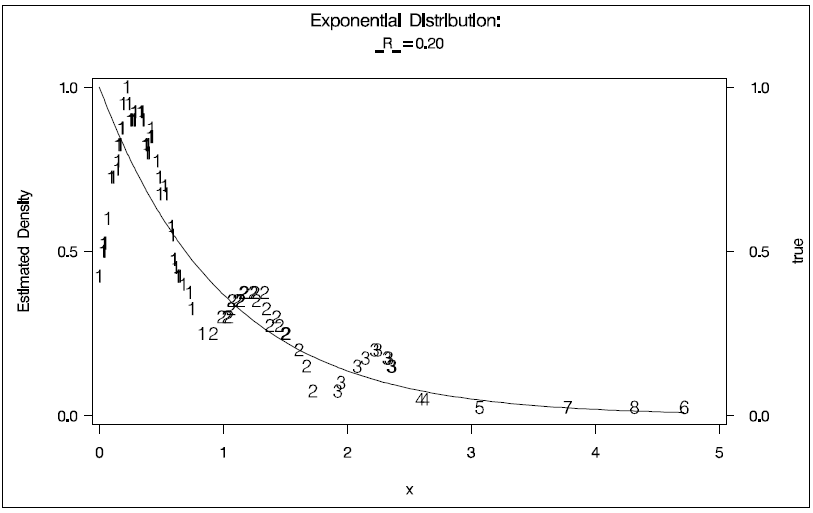 Exponential Distribution:
_R_=0.20
1.0
0.5
0.0
Estimated Density
1.0
0.5
0.0
true
0 1 2 3 4 5
x